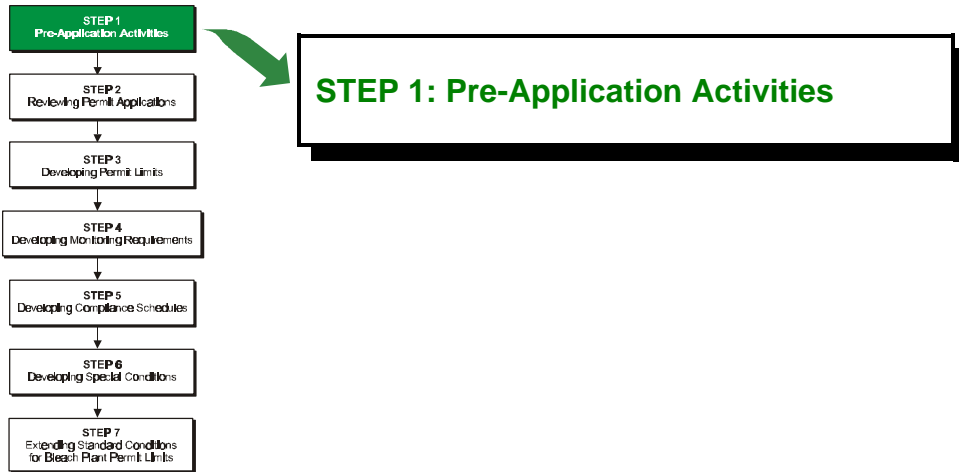 STEP 1
Pre-Application Activities
STEP 1: Pre-Application Activities
STEP 2
Reviewing Permit Applications
STEP 3
Developing Permit Limits
STEP 4
Developing Monitoring Requirements
STEP 5
Developing Compliance Schedules
STEP 6
Developing Special Conditions
STEP 7
Extending Standard Conditions
for Bleach Plant Permit Limits